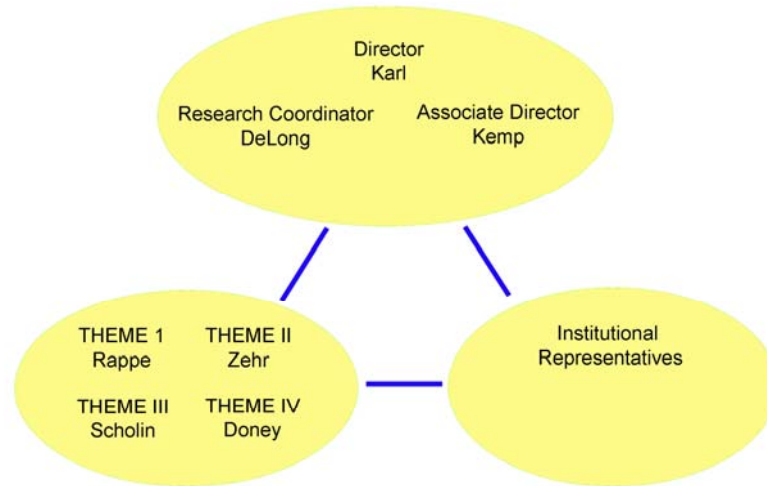 Director
Karl
Research Coordinator
DeLong
Associate Director
Kemp
THEME 1
Rappe
THEME II
Zehr
THEME III
Scholin
THEME IV
Doney
Institutional
Representatives